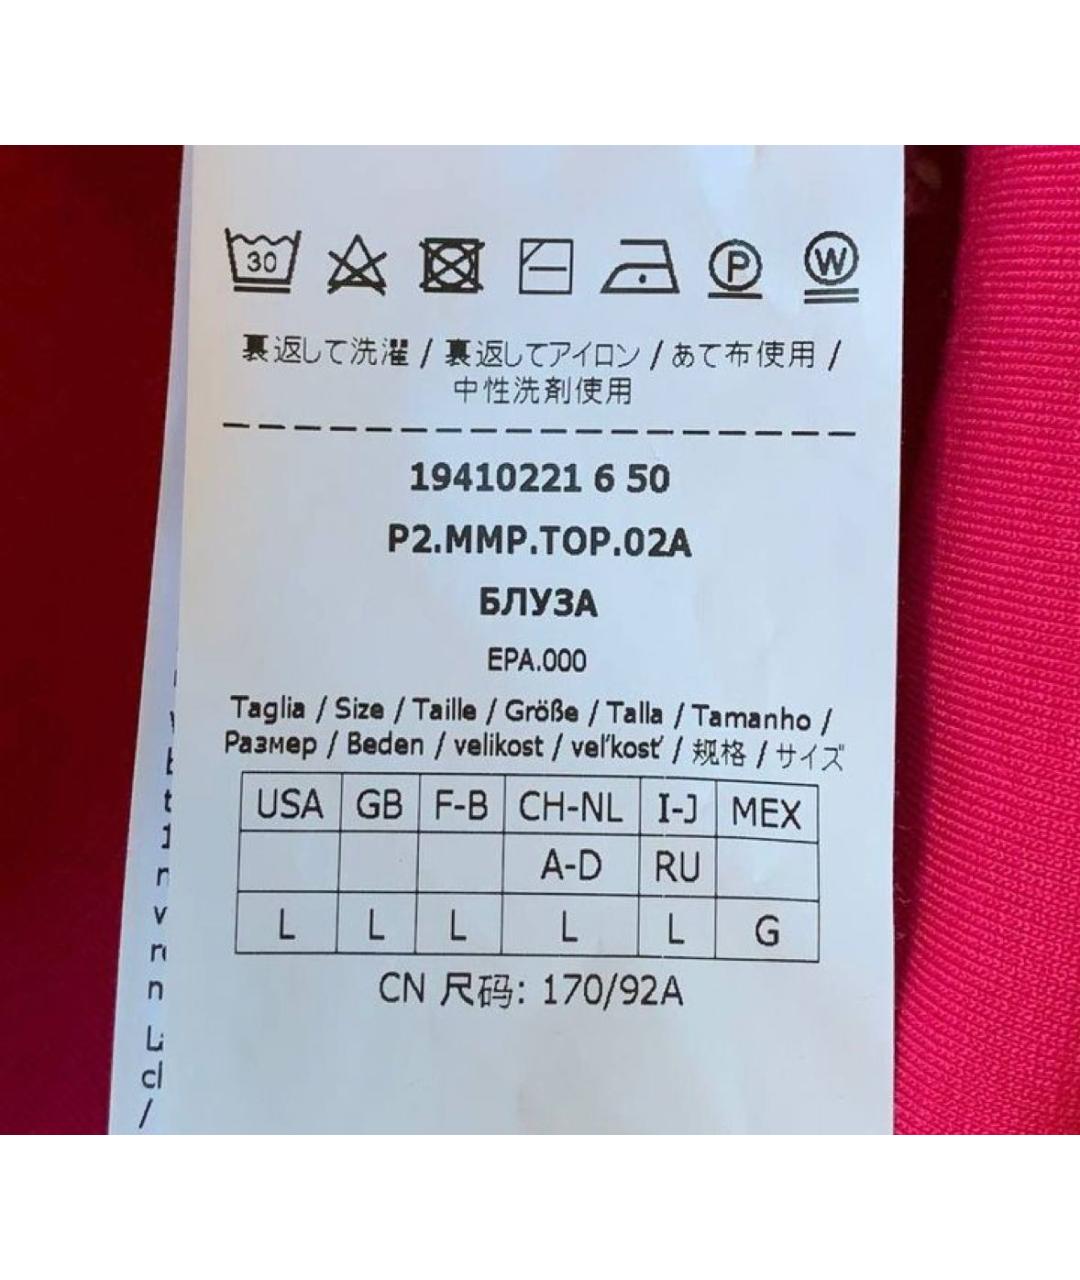 30 P W
裏返して洗濯 / 裏返してアイロン / あて布使用 /
中性洗剤使用
19410221 6 50
P2.MMP.TOP.02A
БЛУЗА
EPA.000
Taglia / Size / Taille / Größe / Talla / Tamanho /
Размер / Beden / velikost / veľkosť / 规格 / サイズ
USA GB F-B CH-NL I-J MEX
A-D RU
L L L L L G
CN 尺码: 170/92A